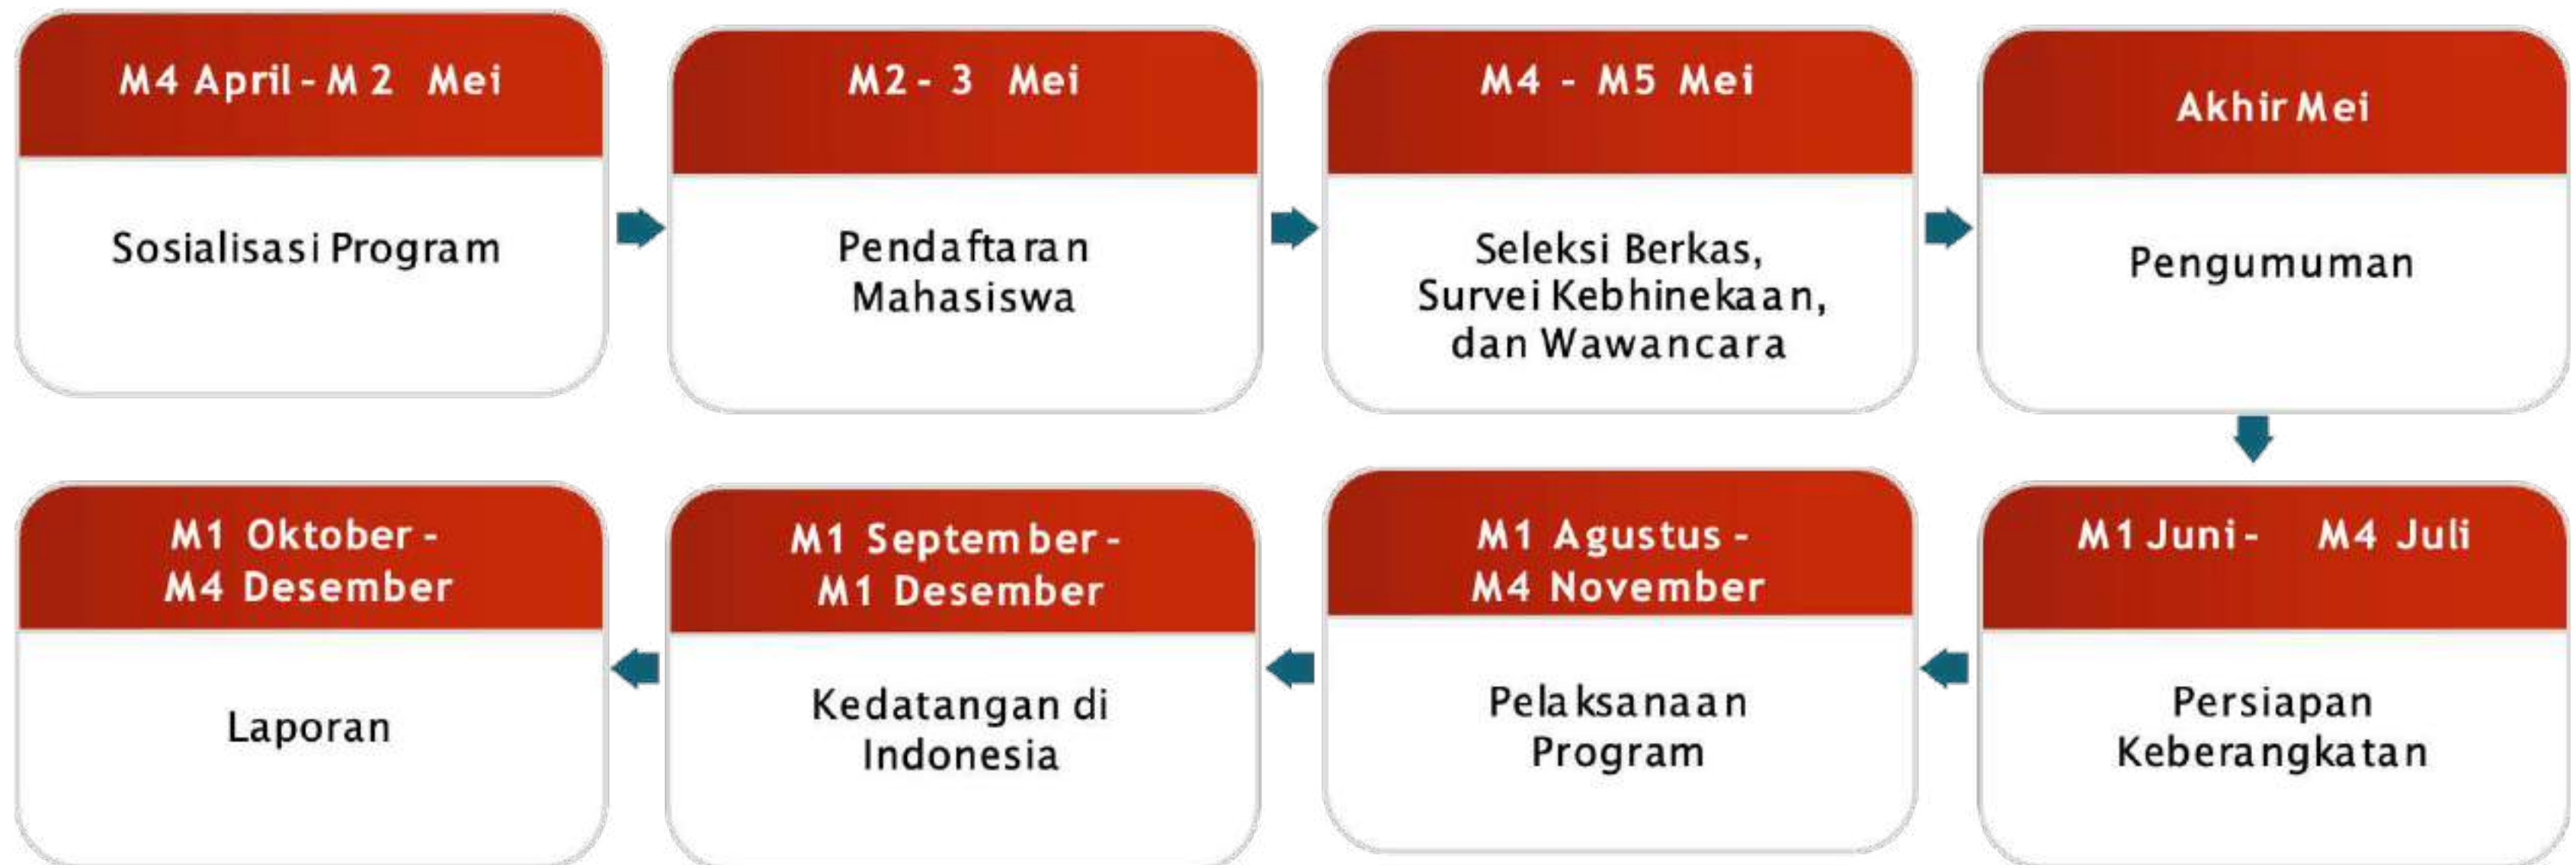 M4 April - M 2 Mei
Sosialisasi Program
M2 - 3 Mei
Pendaftaran
Mahasiswa
M4 - M5 Mei
Seleksi Berkas,
Survei Kebhinekaan,
dan Wawancara
Akhir Mei
Pengumuman
M1 Juni - M4 Juli
Persiapan
Keberangkatan
M1 Agustus -
M4 November
Pelaksanaan
Program
M1 September -
M1 Desember
Kedatangan di
Indonesia
M1 Oktober -
M4 Desember
Laporan